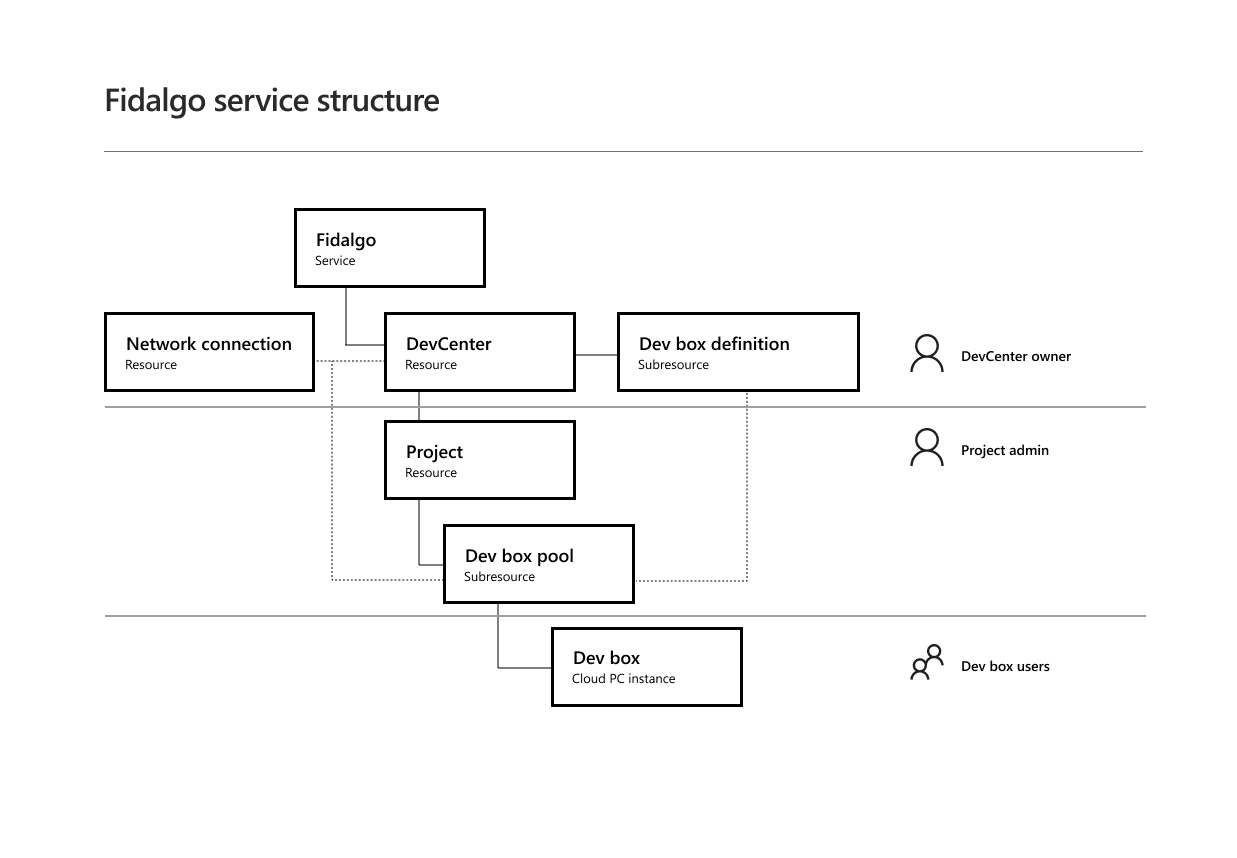 Fidalgo service structure
Fidalgo
Service
Network connection
Resource
DevCenter
Resource
Dev box definition
Subresource
DevCenter owner
Project
Resource
Project admin
Dev box pool
Subresource
Dev box
Cloud PC instance
Dev box users